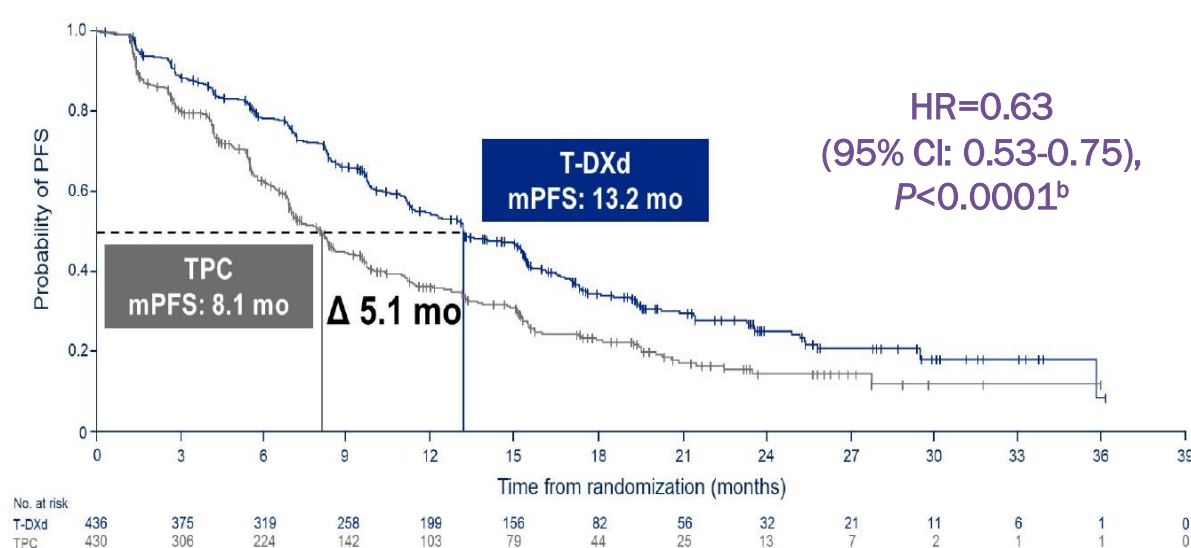 1.0
0.8
0.6
0.4
0.2
0
Probability of PFS
HR=0.63
(95% CI: 0.53-0.75),
P<0.0001ᵇ
T-DXd
mPFS: 13.2 mo
TPC
mPFS: 8.1 mo
Δ 5.1 mo
0 3 6 9 12 15 18 21 24 27 30 33 36 39
Time from randomization (months)
No. at risk
T-DXd 436 375 319 258 199 156 82 56 32 21 11 6 1 0
TPC 430 306 224 142 103 79 44 25 13 7 2 1 1 0